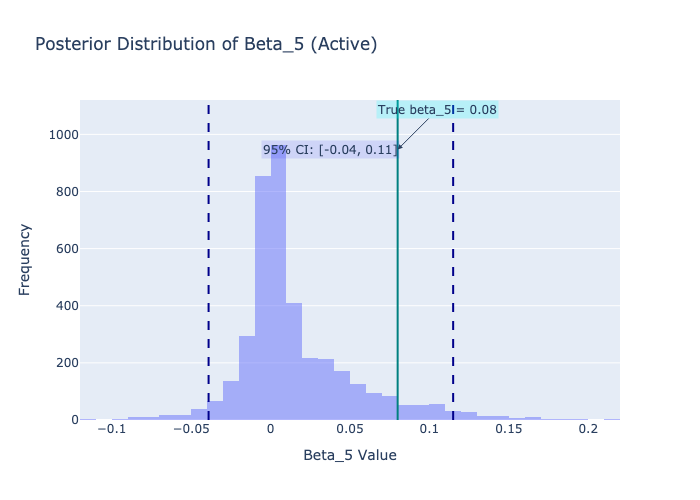 Posterior Distribution of Beta_5 (Active)
True beta_5 = 0.08
95% CI: [-0.04, 0.11]
1000
800
600
400
200
0
Frequency
−0.1
−0.05
0
0.05
0.1
0.15
0.2
Beta_5 Value